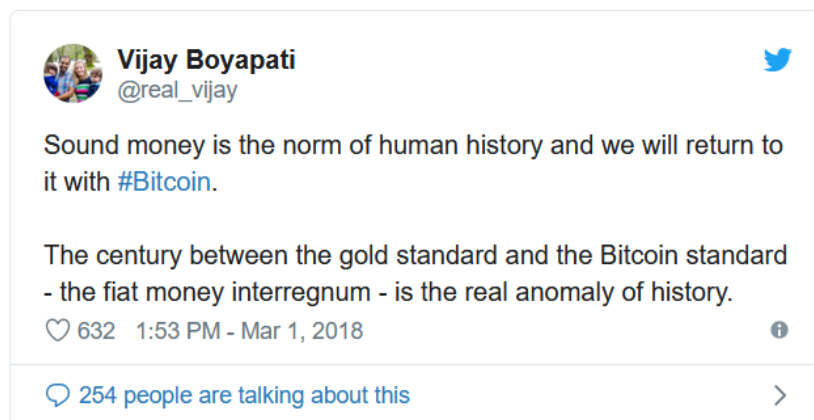 Vijay Boyapati
@real_vijay
Sound money is the norm of human history and we will return to
it with #Bitcoin.
The century between the gold standard and the Bitcoin standard
- the fiat money interregnum - is the real anomaly of history.
632 1:53 PM - Mar 1, 2018
254 people are talking about this